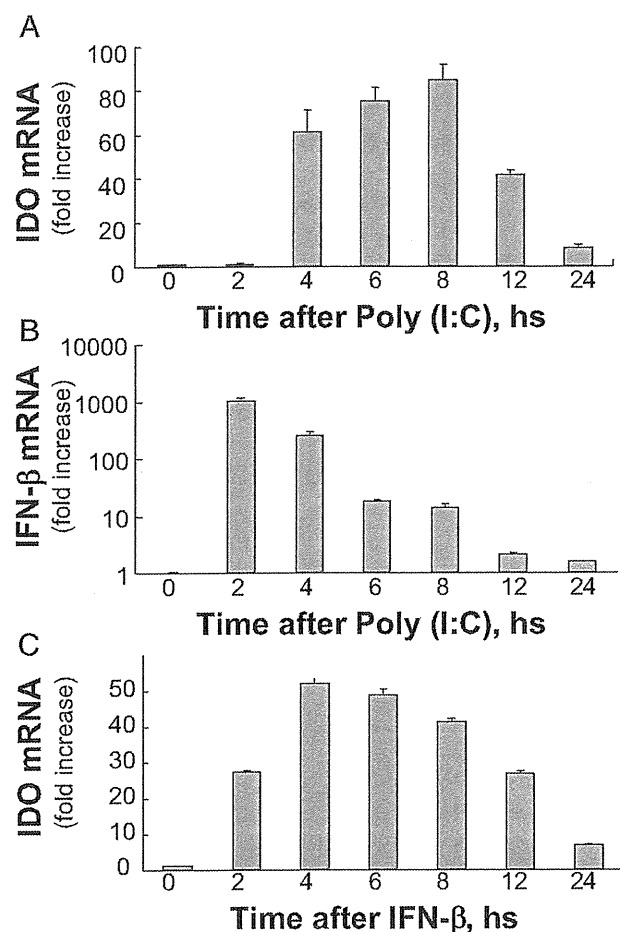 A
IDO mRNA
(fold increase)
100
80
60
40
20
0
0 2 4 6 8 12 24
Time after Poly (I:C), hs
B
IFN-β mRNA
(fold increase)
10000
1000
100
10
1
0 2 4 6 8 12 24
Time after Poly (I:C), hs
C
IDO mRNA
(fold increase)
50
40
30
20
10
0
0 2 4 6 8 12 24
Time after IFN-β, hs